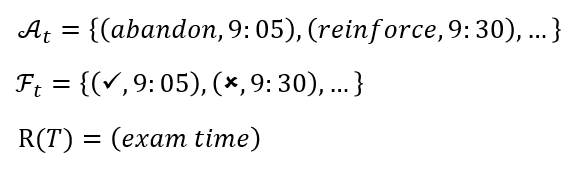 𝒜ₜ = {(abandon, 9: 05), (reinforce, 9: 30), … }
ℱₜ = {(✓, 9: 05), (✖, 9: 30), … }
R(T) = (exam time)